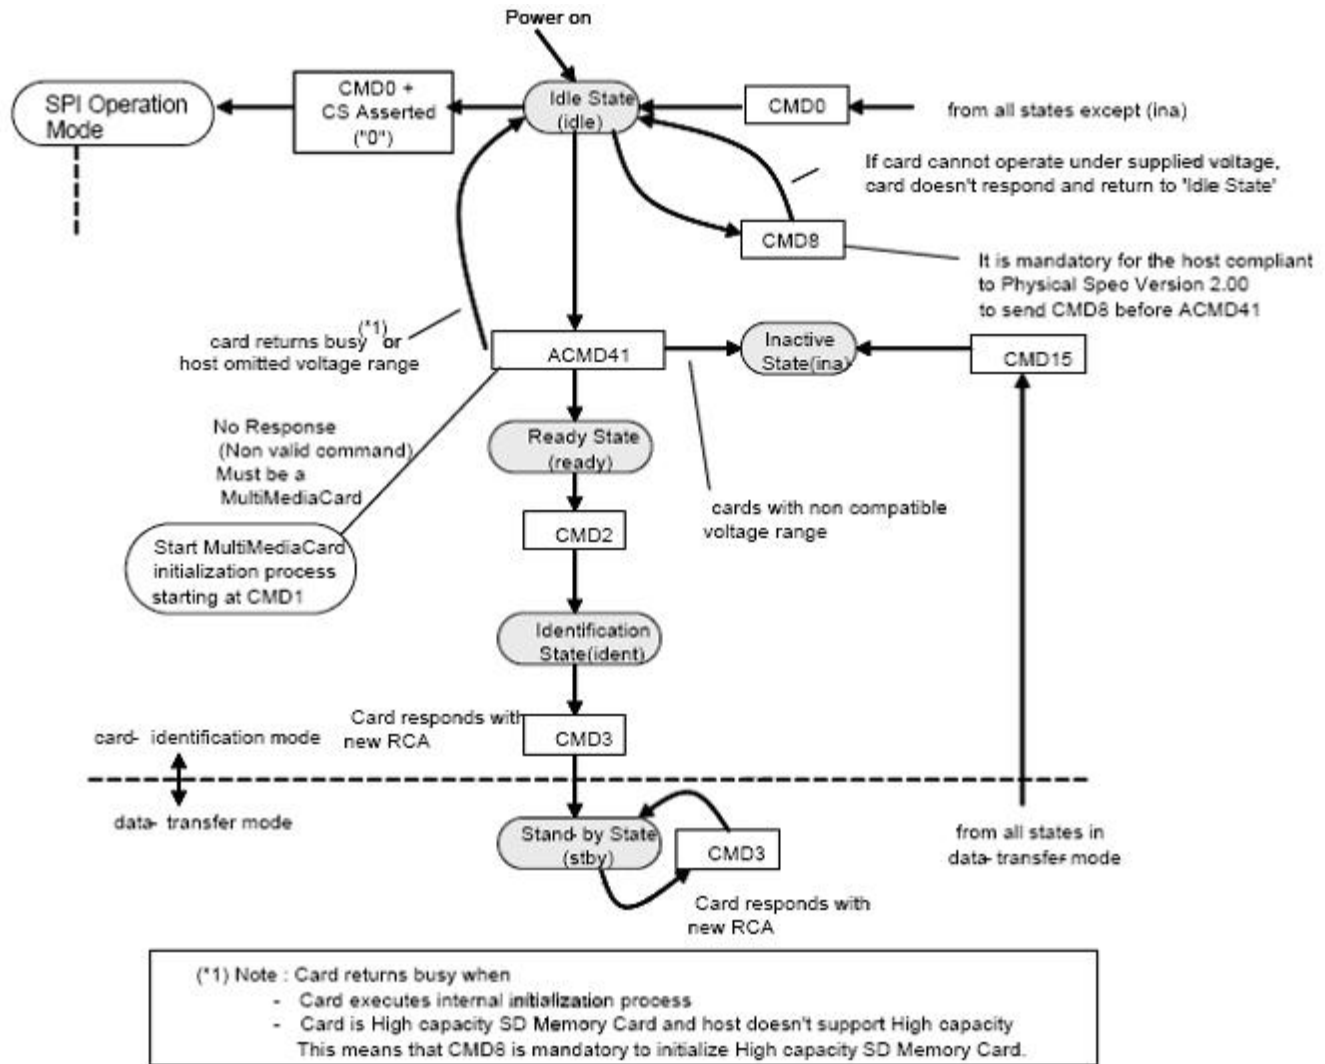 Power on
SPI Operation
Mode
CMD0 +
CS Asserted
("0")
Idle State
(idle)
CMD0
from all states except (ina)
If card cannot operate under supplied voltage,
card doesn't respond and return to 'Idle State'
CMD8
It is mandatory for the host compliant
to Physical Spec Version 2.00
to send CMD8 before ACMD41
card returns busy (*1) or
host omitted voltage range
ACMD41
Inactive
State(ina)
CMD15
No Response
(Non valid command)
Must be a
MultiMediaCard
Ready State
(ready)
cards with non compatible
voltage range
CMD2
Start MultiMediaCard
initialization process
starting at CMD1
Identification
State(ident)
Card responds with
new RCA
CMD3
card- identification mode
data- transfer mode
Stand- by State
(stby)
CMD3
Card responds with
new RCA
from all states in
data-transfer mode
(*1) Note : Card returns busy when
- Card executes internal initialization process
- Card is High capacity SD Memory Card and host doesn't support High capacity
This means that CMD8 is mandatory to initialize High capacity SD Memory Card.